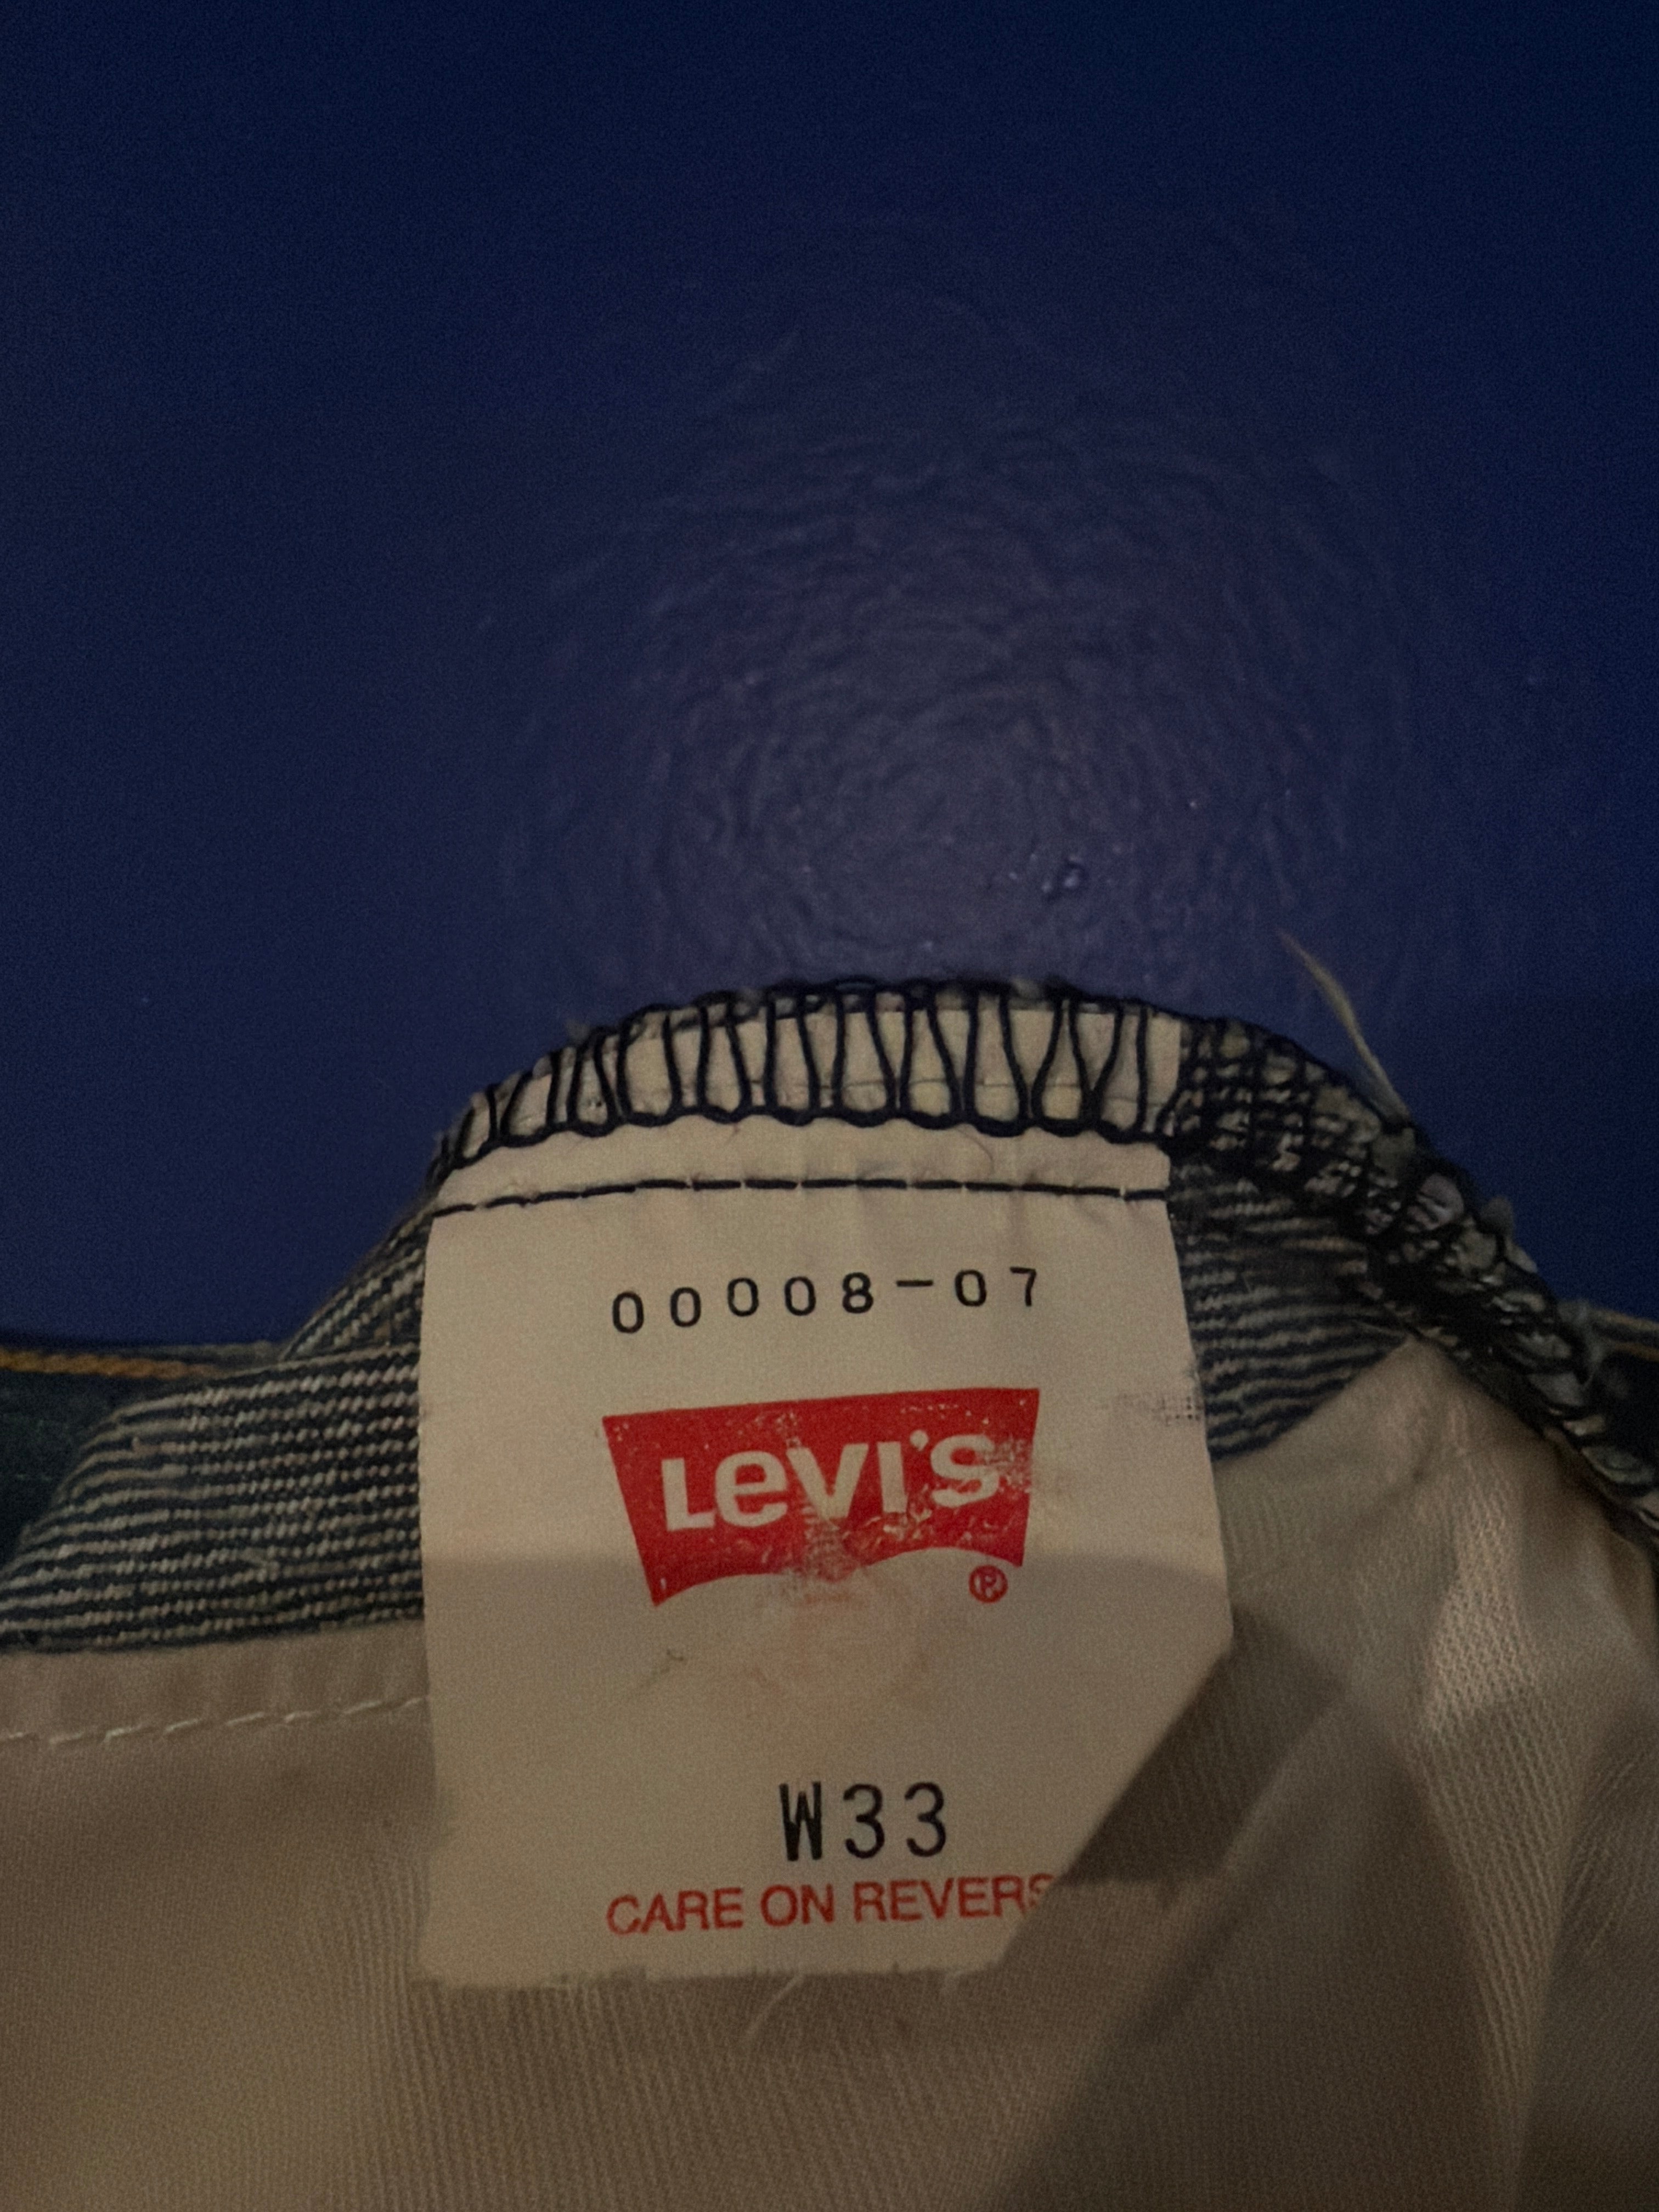 00008-07
Levi's
®
W33
CARE ON REVERS